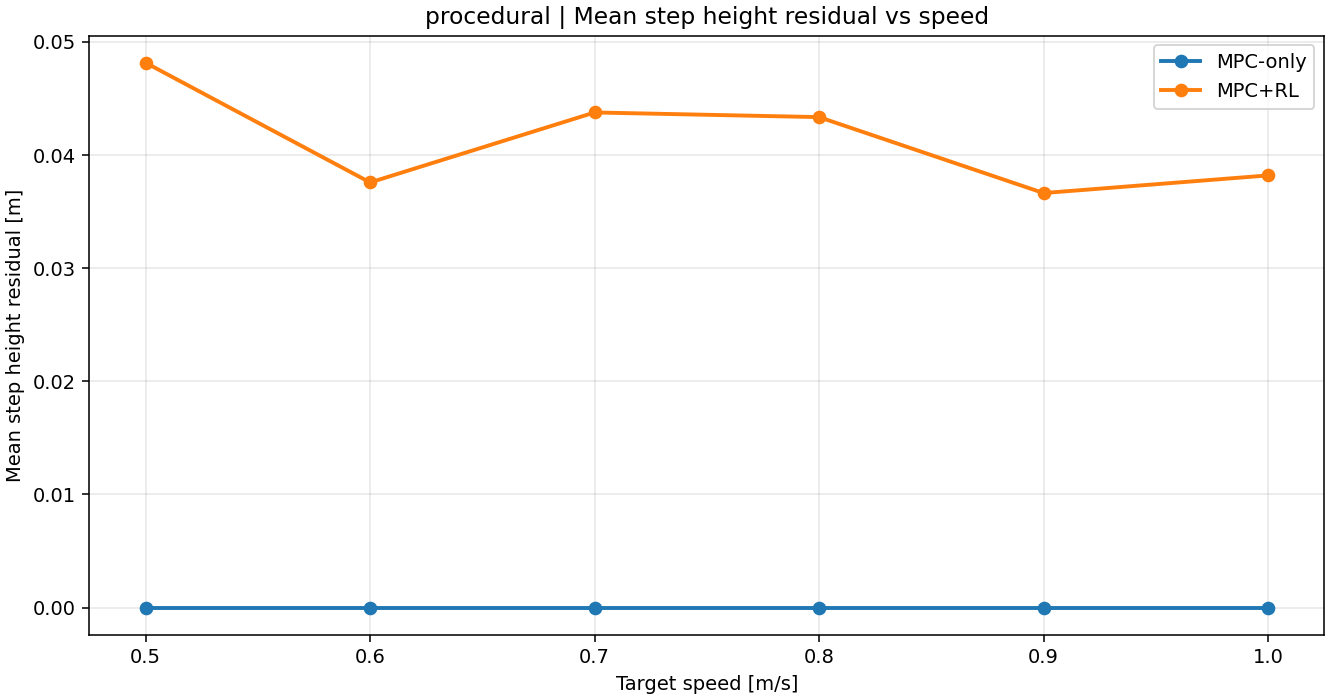 procedural | Mean step height residual vs speed
MPC-only
MPC+RL
Mean step height residual [m]
0.05
0.04
0.03
0.02
0.01
0.00
0.5 0.6 0.7 0.8 0.9 1.0
Target speed [m/s]